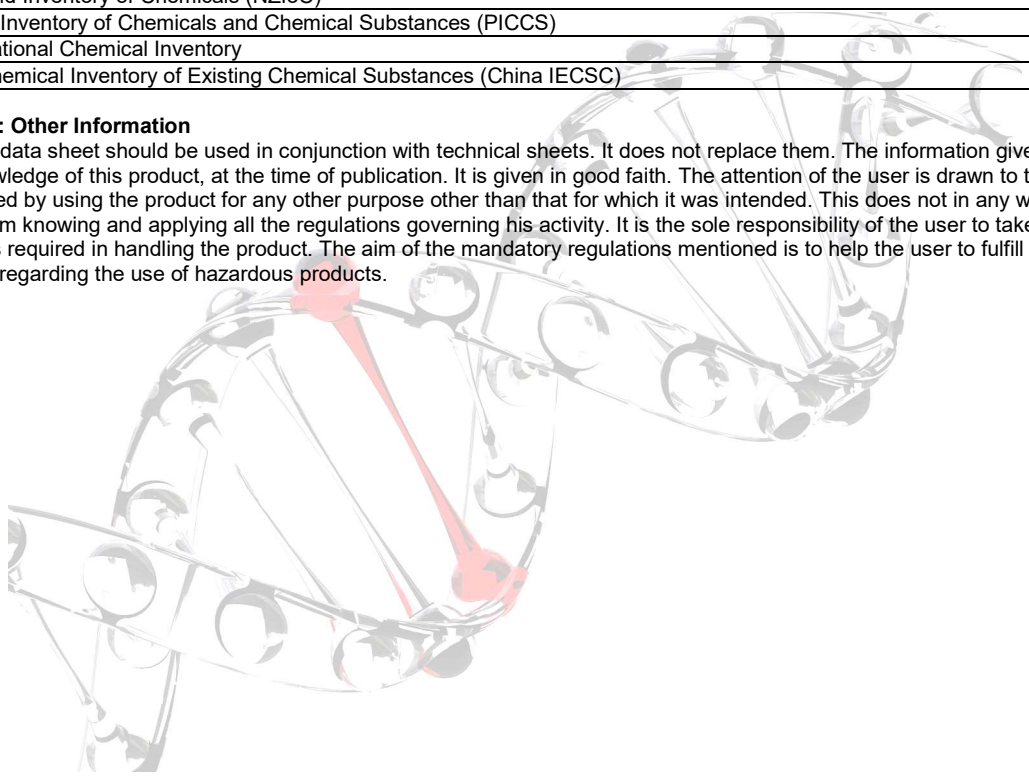 nd Inventory of Chemicals (NZIoC)
Inventory of Chemicals and Chemical Substances (PICCS)
ational Chemical Inventory
hemical Inventory of Existing Chemical Substances (China IECSC)
: Other Information
data sheet should be used in conjunction with technical sheets. It does not replace them. The information give
wledge of this product, at the time of publication. It is given in good faith. The attention of the user is drawn to t
ed by using the product for any other purpose other than that for which it was intended. This does not in any w
m knowing and applying all the regulations governing his activity. It is the sole responsibility of the user to take
s required in handling the product. The aim of the mandatory regulations mentioned is to help the user to fulfill
regarding the use of hazardous products.